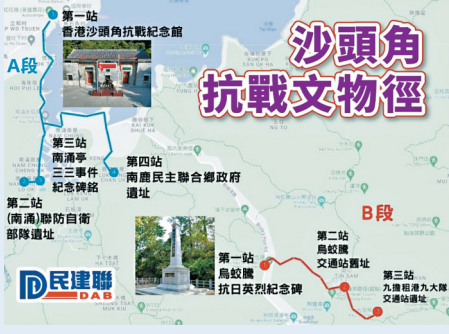 沙頭角
抗戰文物徑
A段
第一站
香港沙頭角抗戰紀念館
第三站
南涌亭
三三事件
紀念碑銘
第四站
南鹿民主聯合鄉政府
遺址
第二站
(南涌)聯防自衛
部隊遺址
B段
第一站
烏蛟騰
抗日英烈紀念碑
第二站
烏蛟騰
交通站舊址
第三站
九擔租港九大隊
交通站遺址
民建聯
DAB